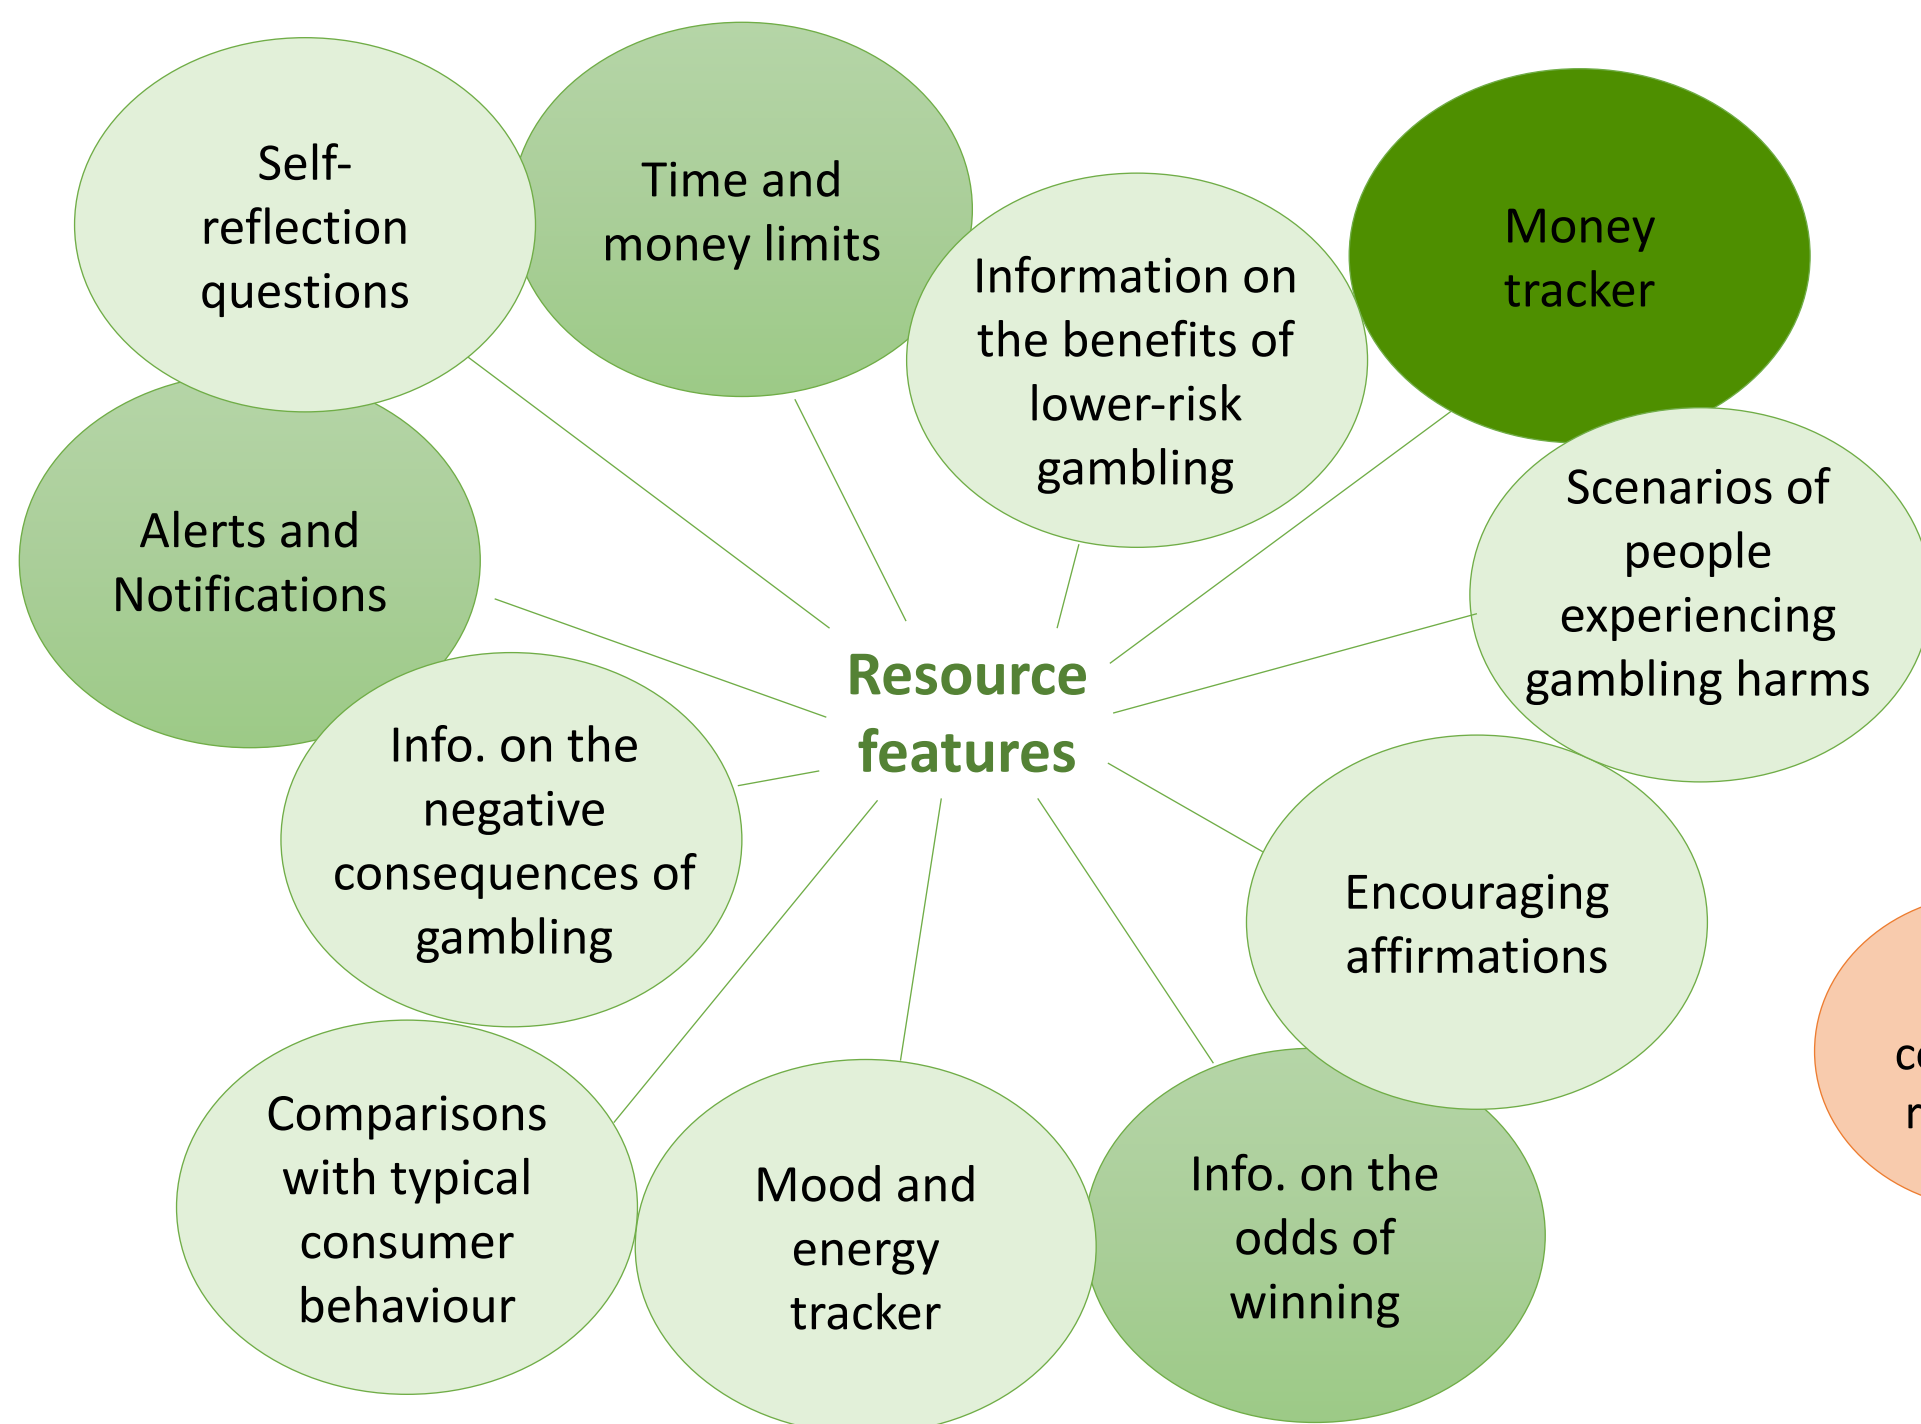 Self-
reflection
questions
Time and
money limits
Information on
the benefits of
lower-risk
gambling
Money
tracker
Scenarios of
people
experiencing
gambling harms
Alerts and
Notifications
Resource
features
Info. on the
negative
consequences of
gambling
Encouraging
affirmations
Comparisons
with typical
consumer
behaviour
Mood and
energy
tracker
Info. on the
odds of
winning